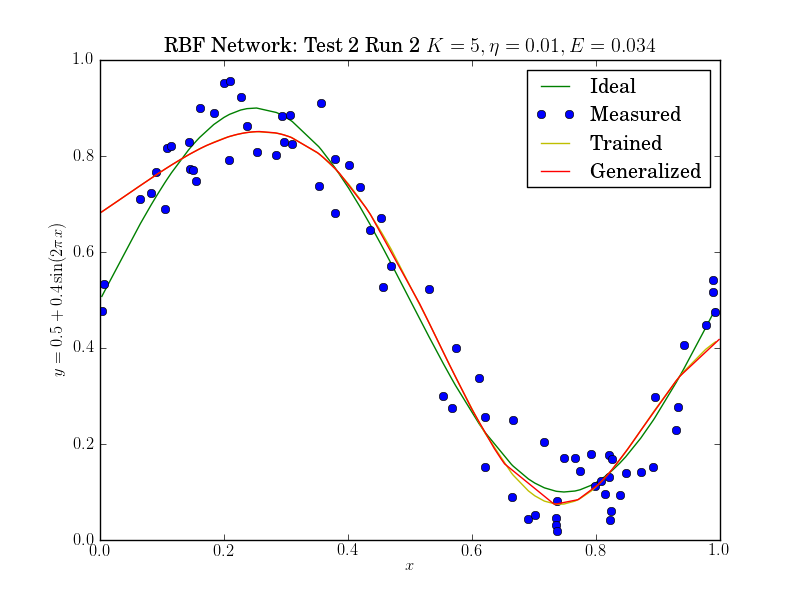 RBF Network: Test 2 Run 2 K = 5, η = 0.01, E = 0.034
Ideal
Measured
Trained
Generalized
y = 0.5 + 0.4 sin(2πx)
1.0
0.8
0.6
0.4
0.2
0.0
0.0 0.2 0.4 0.6 0.8 1.0
x